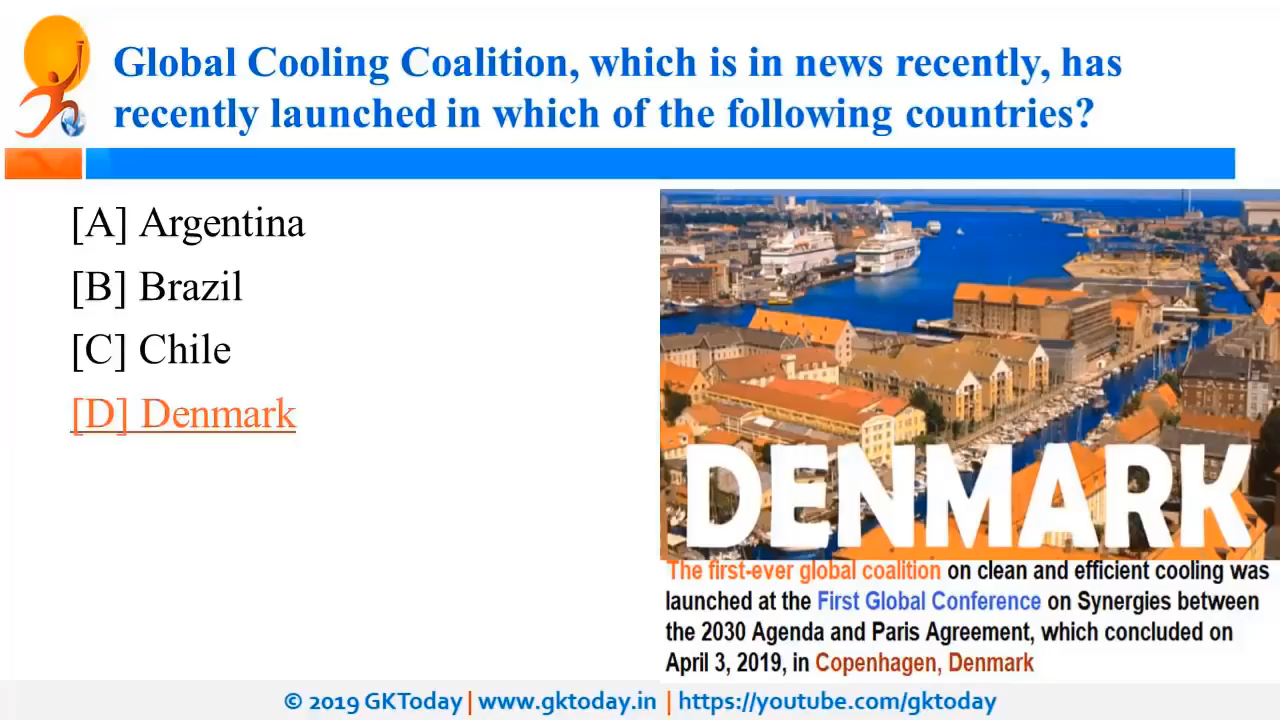 Global Cooling Coalition, which is in news recently, has
recently launched in which of the following countries?
[A] Argentina
[B] Brazil
[C] Chile
[D] Denmark
DENMARK
The first-ever global coalition on clean and efficient cooling was
launched at the First Global Conference on Synergies between
the 2030 Agenda and Paris Agreement, which concluded on
April 3, 2019, in Copenhagen, Denmark
© 2019 GKToday | www.gktoday.in | https://youtube.com/gktoday